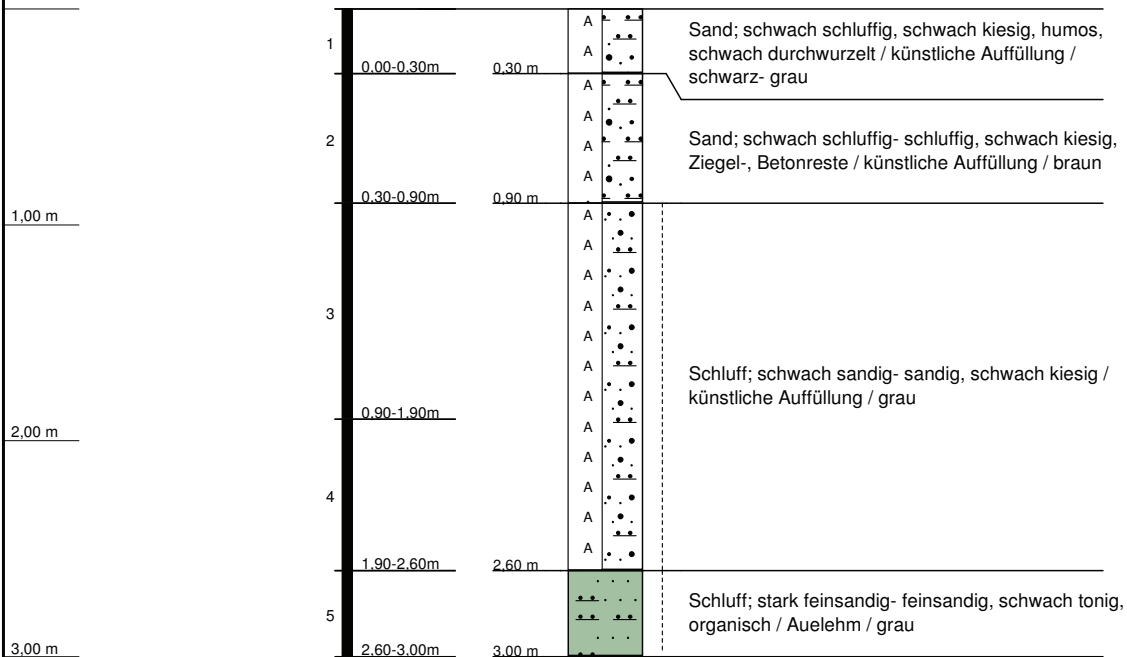 1
0.00-0.30m
0,30 m
A
A
Sand; schwach schluffig, schwach kiesig, humos,
schwach durchwurzelt / künstliche Auffüllung /
schwarz- grau
2
0.30-0.90m
0,90 m
A
A
A
A
Sand; schwach schluffig- schluffig, schwach kiesig,
Ziegel-, Betonreste / künstliche Auffüllung / braun
1,00 m
3
0.90-1.90m
2,00 m
4
1.90-2.60m
2,60 m
A
A
A
A
A
A
A
A
A
A
A
A
Schluff; schwach sandig- sandig, schwach kiesig /
künstliche Auffüllung / grau
5
2.60-3.00m
3,00 m
3,00 m
Schluff; stark feinsandig- feinsandig, schwach tonig,
organisch / Auelehm / grau